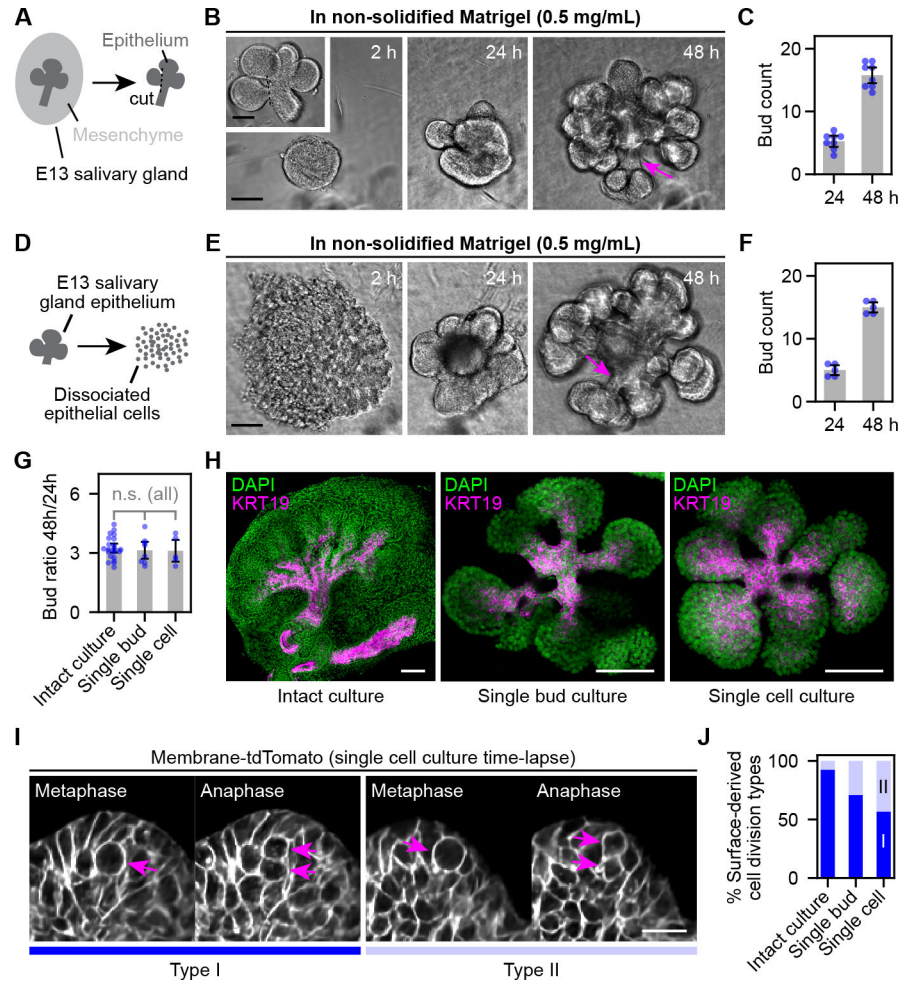 A
Epithelium
cut
Mesenchyme
E13 salivary gland
B
In non-solidified Matrigel (0.5 mg/mL)
2 h
24 h
48 h
C
Bud count
20
10
0
24
48 h
D
E13 salivary
gland epithelium
Dissociated
epithelial cells
E
In non-solidified Matrigel (0.5 mg/mL)
2 h
24 h
48 h
F
Bud count
20
10
0
24
48 h
G
Bud ratio 48h/24h
6
3
0
n.s. (all)
Intact culture
Single bud
Single cell
H
DAPI
KRT19
Intact culture
DAPI
KRT19
Single bud culture
DAPI
KRT19
Single cell culture
I
Membrane-tdTomato (single cell culture time-lapse)
Metaphase
Anaphase
Metaphase
Anaphase
Type I
Type II
J
% Surface-derived
cell division types
100
50
0
II
I
Intact culture
Single bud
Single cell